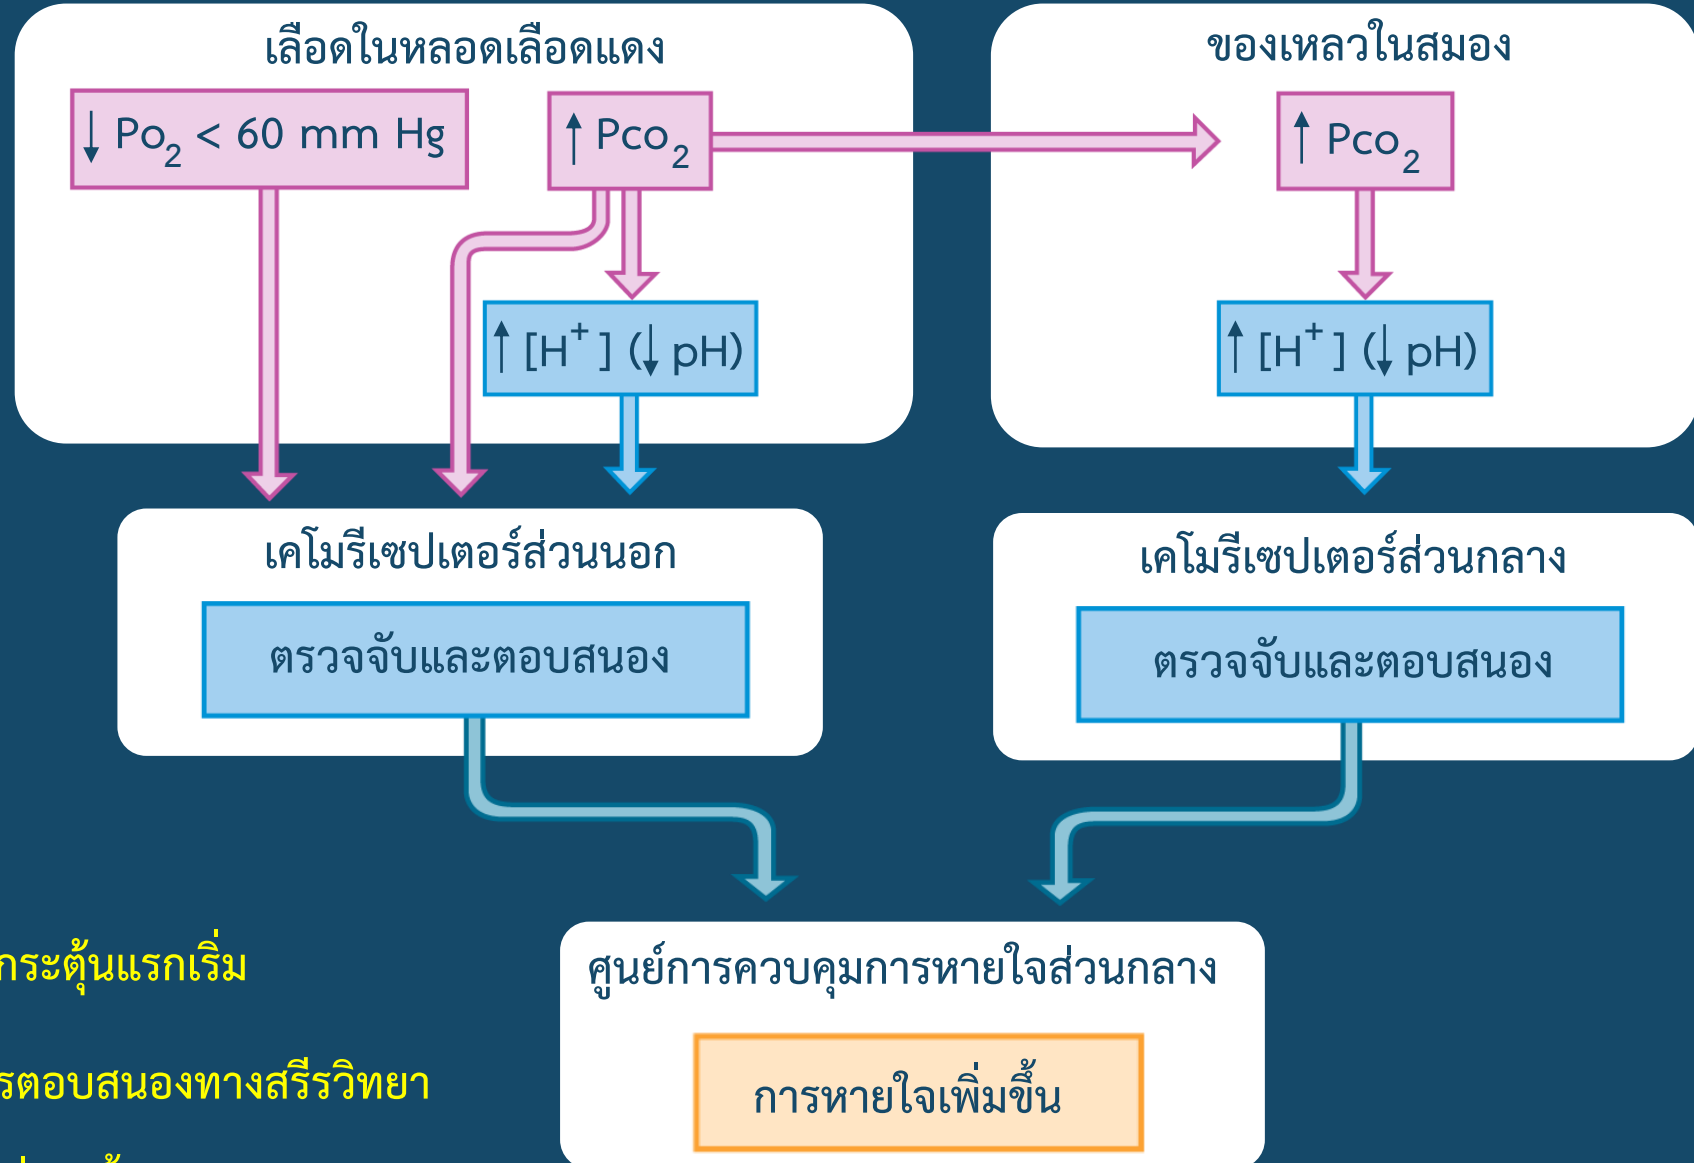 เลือดในหลอดเลือดแดง
↓ Po2 < 60 mm Hg
↑ Pco2
↑ [H+] (↓ pH)
ของเหลวในสมอง
↑ Pco2
↑ [H+] (↓ pH)
เคโมรีเซปเตอร์ส่วนนอก
ตรวจจับและตอบสนอง
เคโมรีเซปเตอร์ส่วนกลาง
ตรวจจับและตอบสนอง
กระตุ้นแรกเริ่ม
รตอบสนองทางสรีรวิทยา
ศูนย์การควบคุมการหายใจส่วนกลาง
การหายใจเพิ่มขึ้น